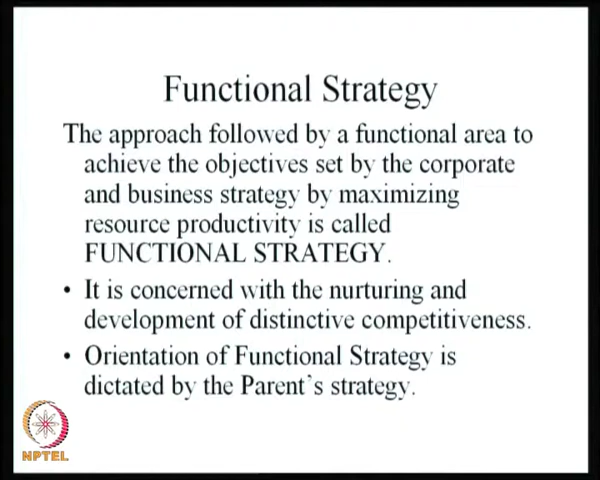 Functional Strategy
The approach followed by a functional area to
achieve the objectives set by the corporate
and business strategy by maximizing
resource productivity is called
FUNCTIONAL STRATEGY.
• It is concerned with the nurturing and
development of distinctive competitiveness.
• Orientation of Functional Strategy is
dictated by the Parent's strategy.
NPTEL